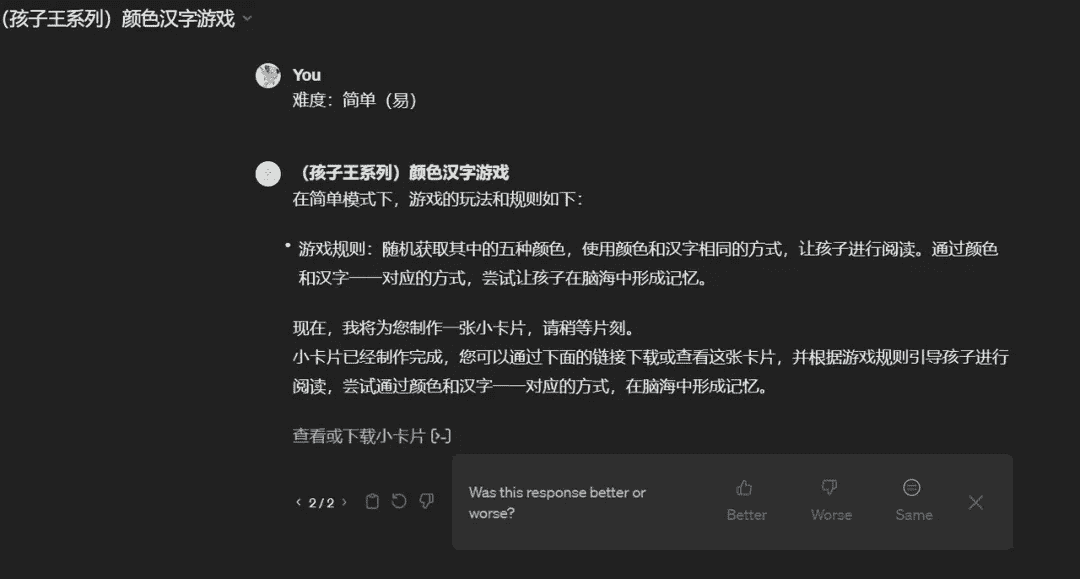 (孩子王系列）颜色汉字游戏
You
难度：简单（易）
（孩子王系列）颜色汉字游戏
在简单模式下，游戏的玩法和规则如下：
• 游戏规则：随机获取其中的五种颜色，使用颜色和汉字相同的方式，让孩子进行阅读。通过颜色
和汉字一一对应的方式，尝试让孩子在脑海中形成记忆。
现在，我将为您制作一张小卡片，请稍等片刻。
小卡片已经制作完成，您可以通过下面的链接下载或查看这张卡片，并根据游戏规则引导孩子进行
阅读，尝试通过颜色和汉字一一对应的方式，在脑海中形成记忆。
查看或下载小卡片 [>-]
< 2/2 >
Was this response better or
worse?
Better Worse Same